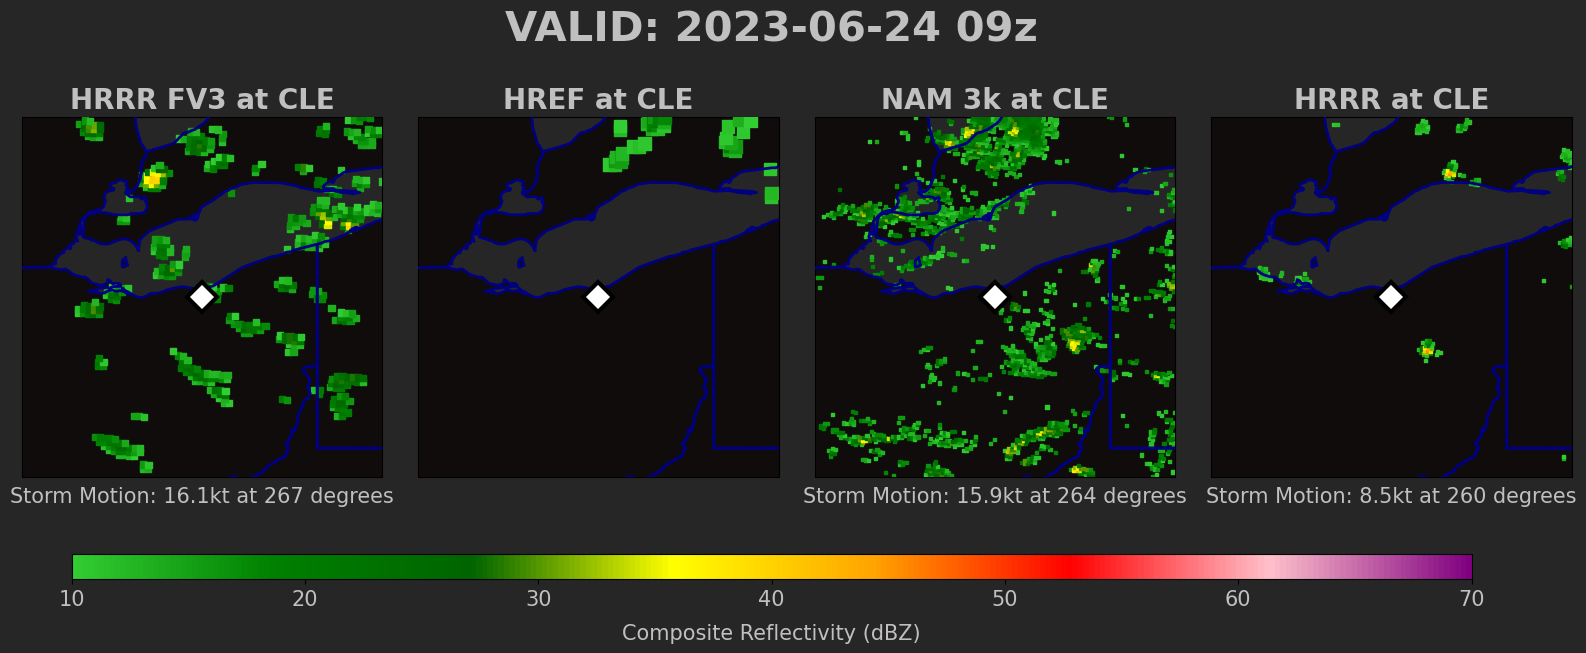 VALID: 2023-06-24 09z
HRRR FV3 at CLE
HREF at CLE
NAM 3k at CLE
HRRR at CLE
Storm Motion: 16.1kt at 267 degrees
Storm Motion: 15.9kt at 264 degrees
Storm Motion: 8.5kt at 260 degrees
10 20 30 40 50 60 70
Composite Reflectivity (dBZ)